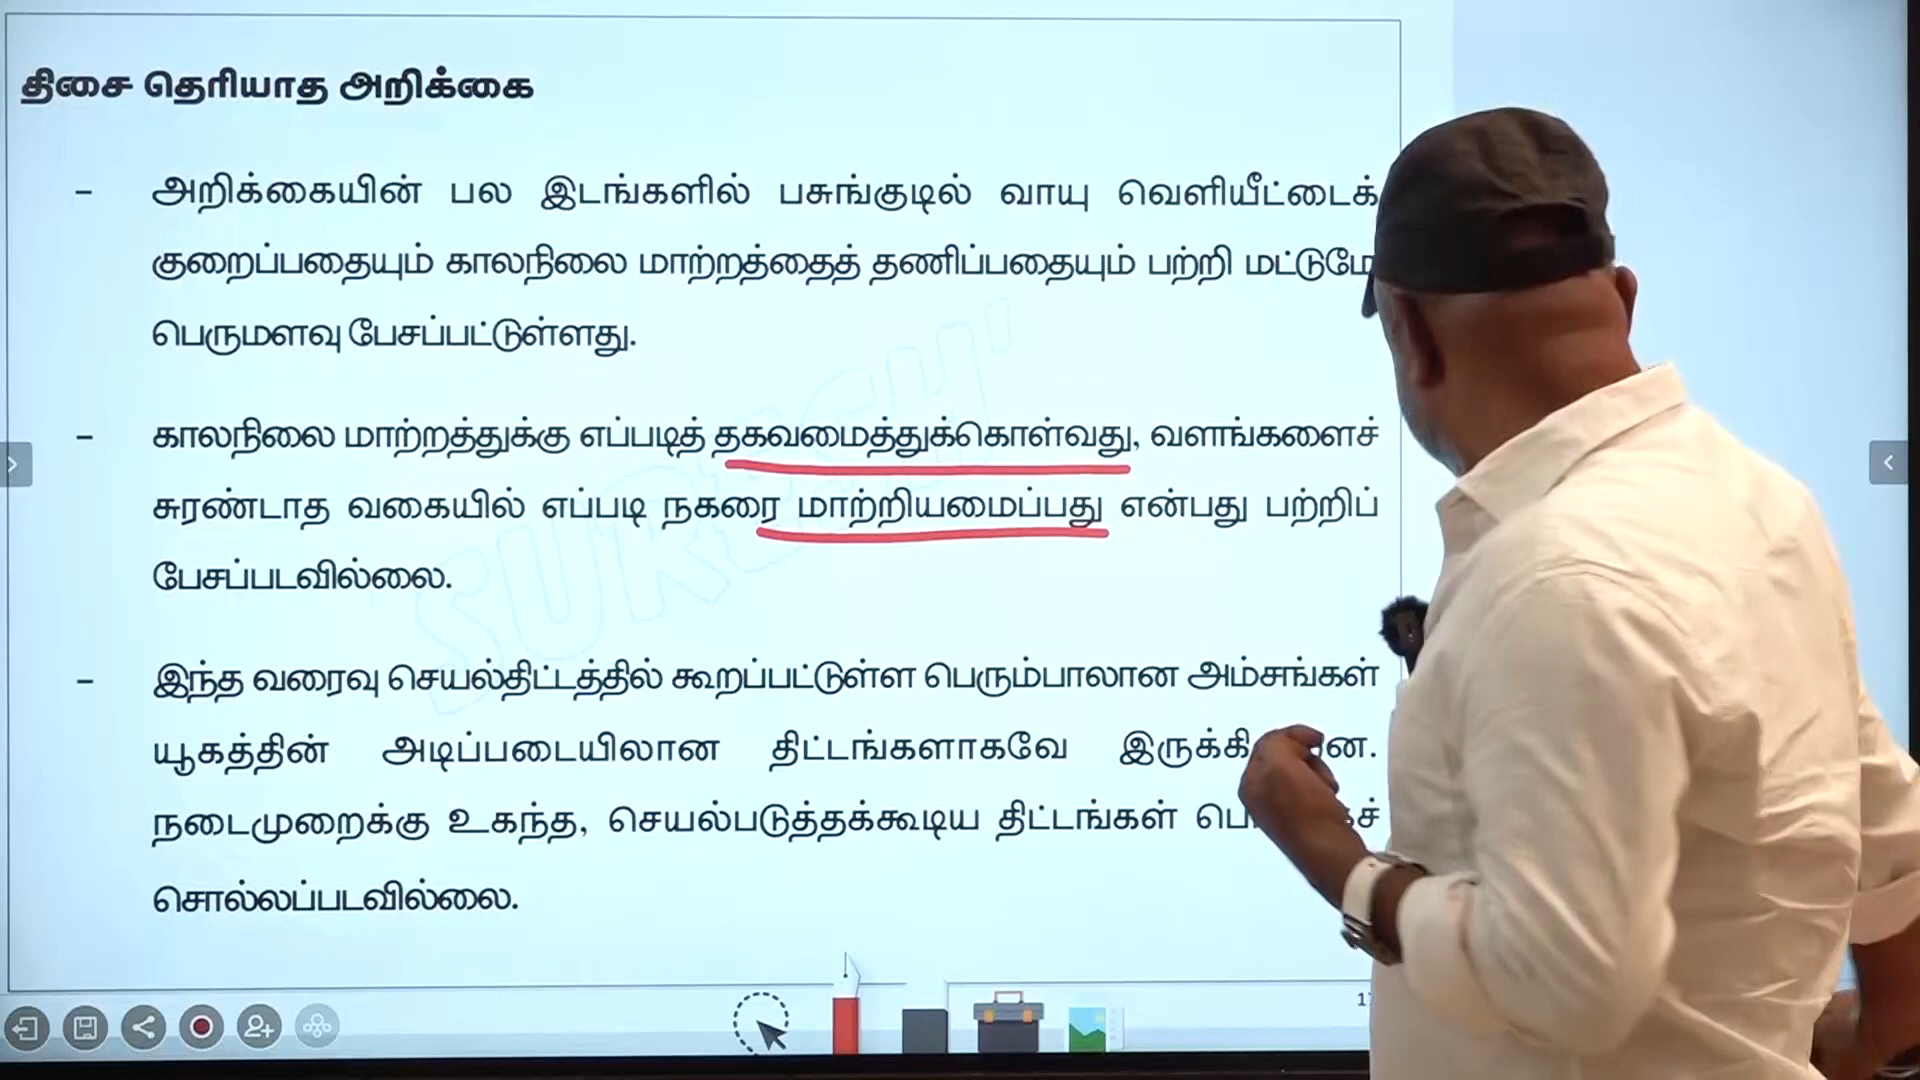 திசை தெரியாத அறிக்கை
- அறிக்கையின் பல இடங்களில் பசுங்குடில் வாயு வெளியீட்டைக்
குறைப்பதையும் காலநிலை மாற்றத்தைத் தணிப்பதையும் பற்றி மட்டுமே
பெருமளவு பேசப்பட்டுள்ளது.
- காலநிலை மாற்றத்துக்கு எப்படித் தகவமைத்துக்கொள்வது, வளங்களைச்
சுரண்டாத வகையில் எப்படி நகரை மாற்றியமைப்பது என்பது பற்றிப்
பேசப்படவில்லை.
- இந்த வரைவு செயல்திட்டத்தில் கூறப்பட்டுள்ள பெரும்பாலான அம்சங்கள்
யூகத்தின் அடிப்படையிலான திட்டங்களாகவே
நடைமுறைக்கு உகந்த, செயல்படுத்தக்கூடிய திட்டங்கள்
சொல்லப்படவில்லை.
SURESH'